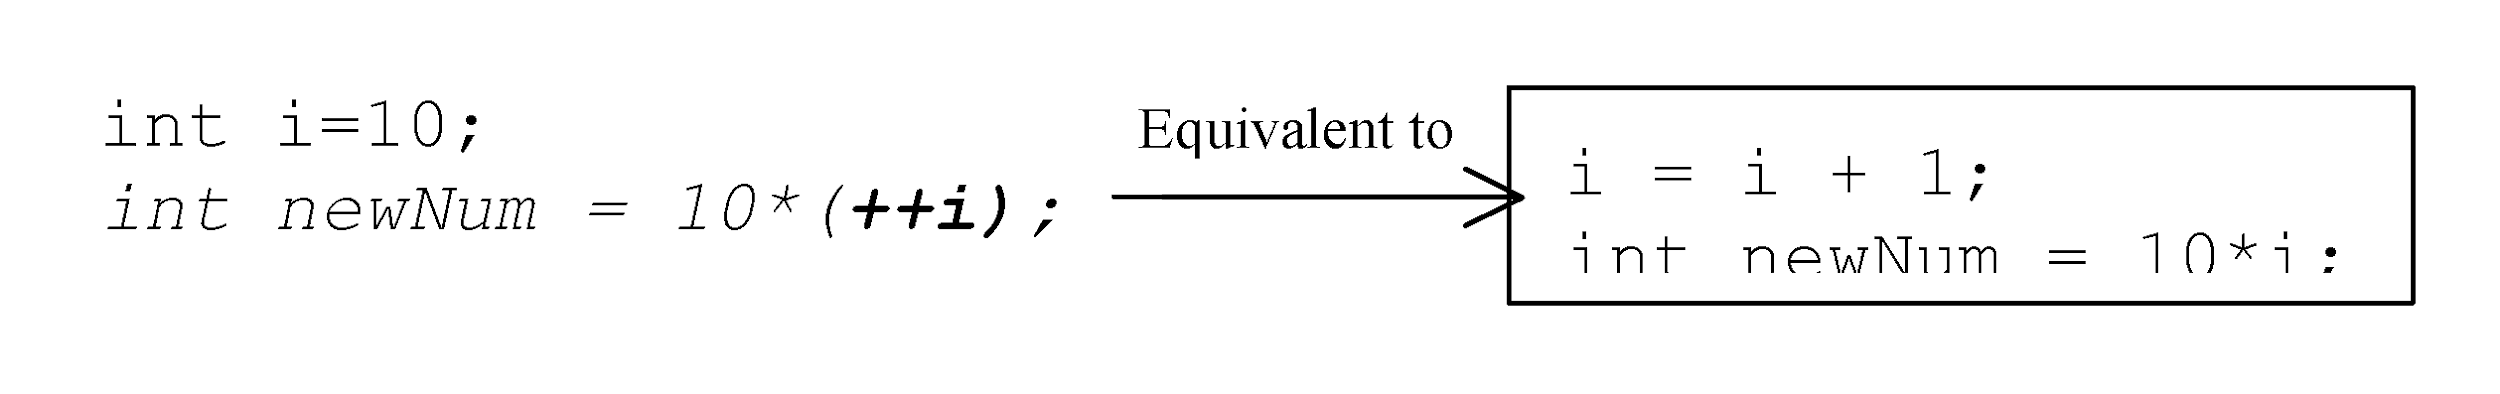 int i=10;
int newNum = 10*(++i);
Equivalent to
i = i + 1;
int newNum = 10*i;